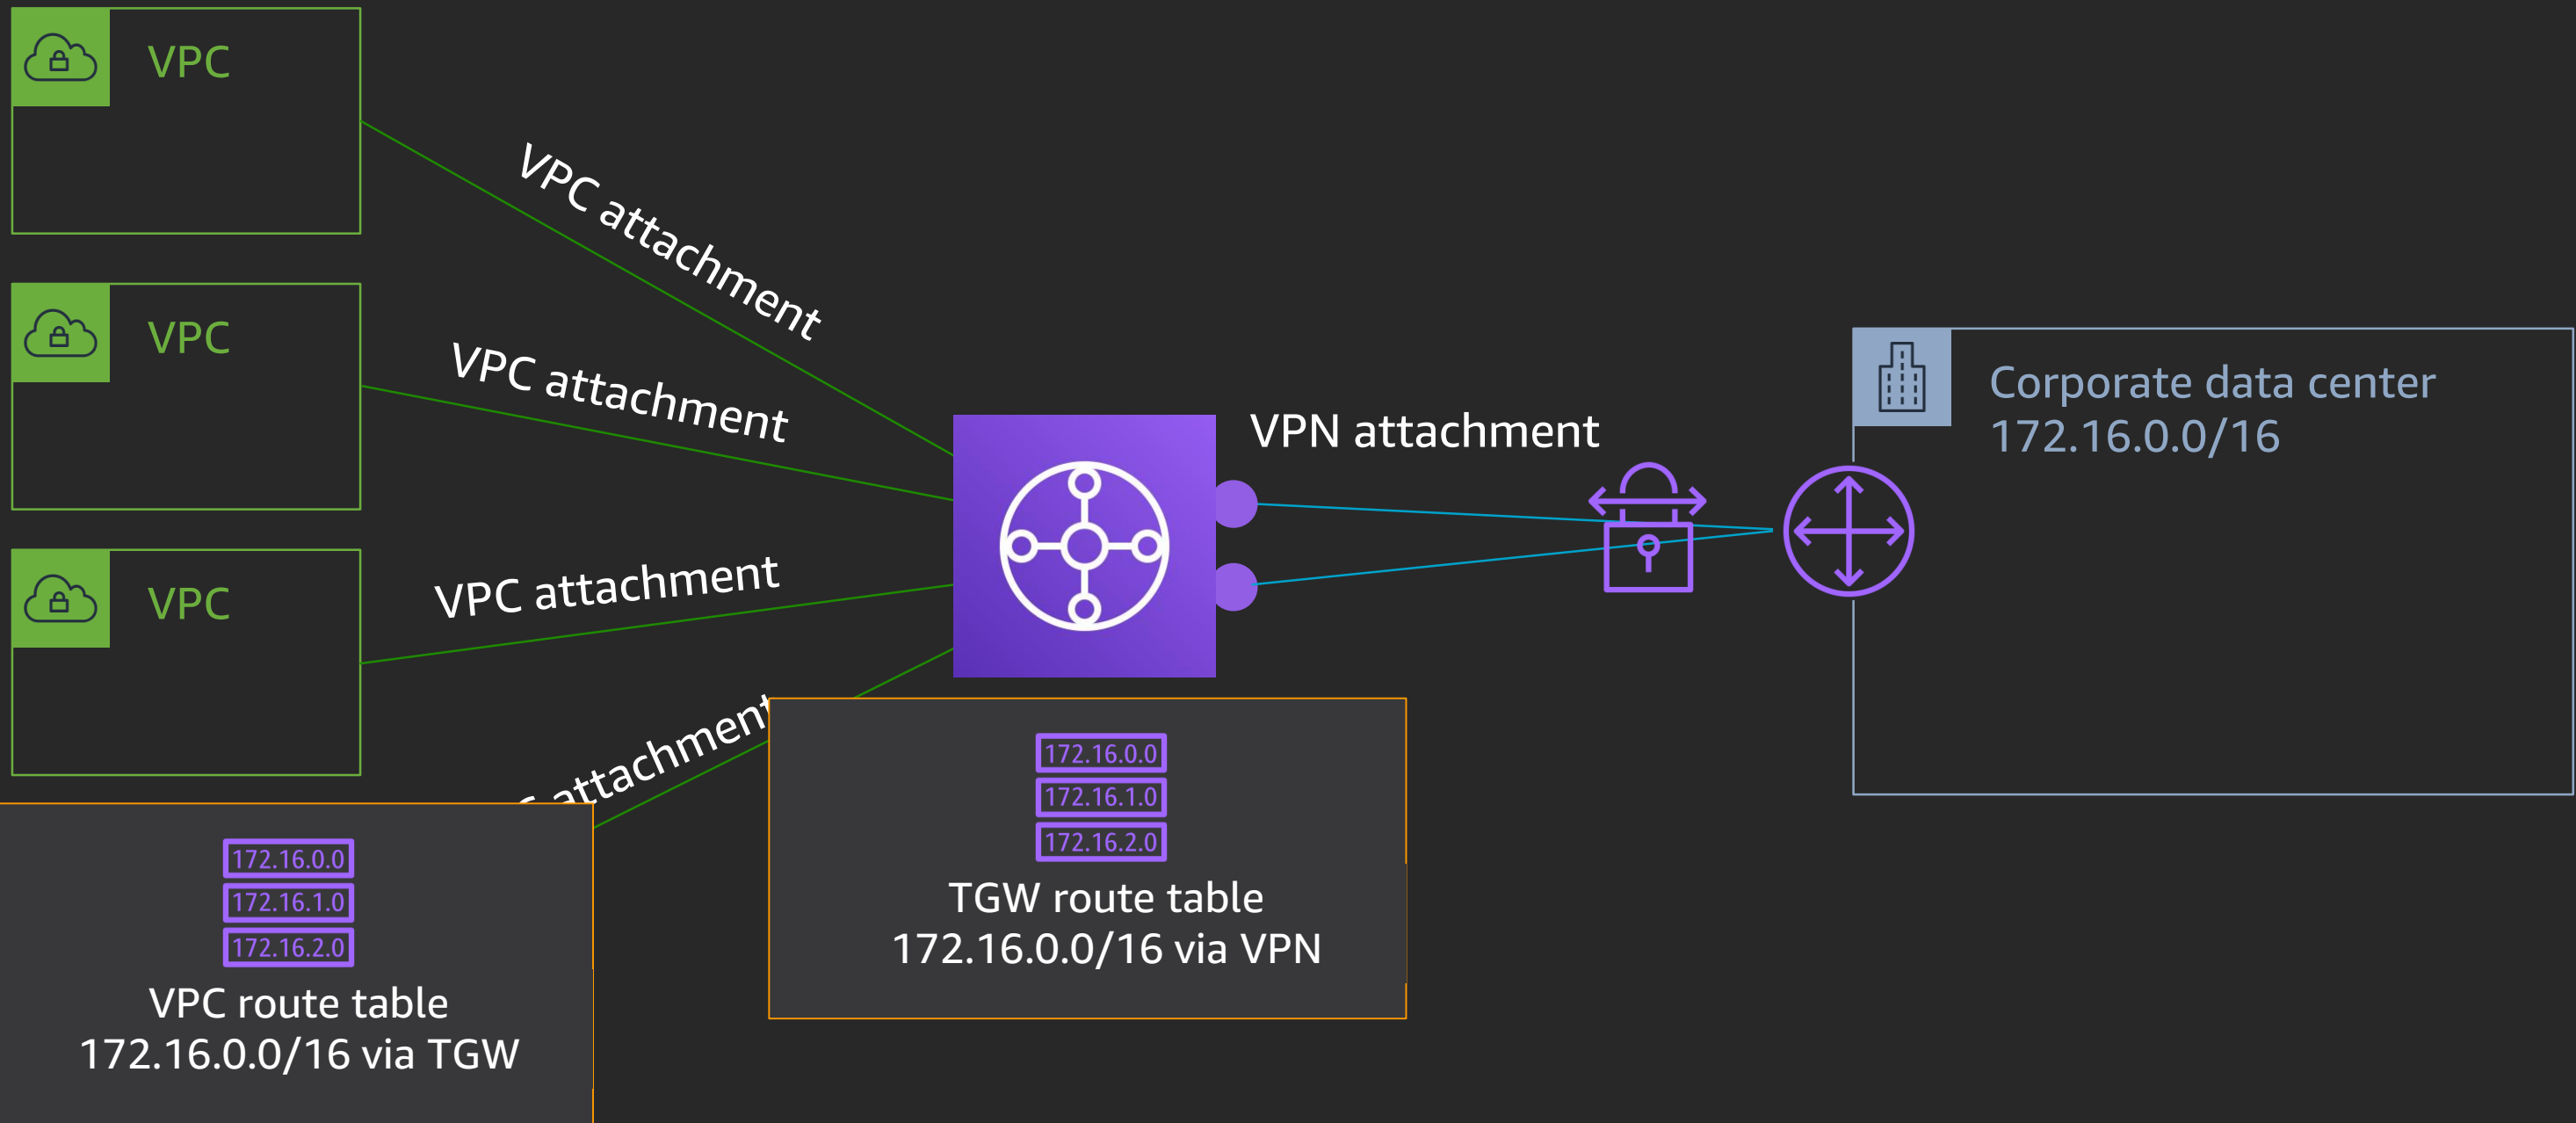 VPC
VPC attachment
VPC
VPC attachment
VPN attachment
Corporate data center
172.16.0.0/16
VPC
VPC attachment
attachment
172.16.0.0
172.16.1.0
172.16.2.0
TGW route table
172.16.0.0/16 via VPN
172.16.0.0
172.16.1.0
172.16.2.0
VPC route table
172.16.0.0/16 via TGW